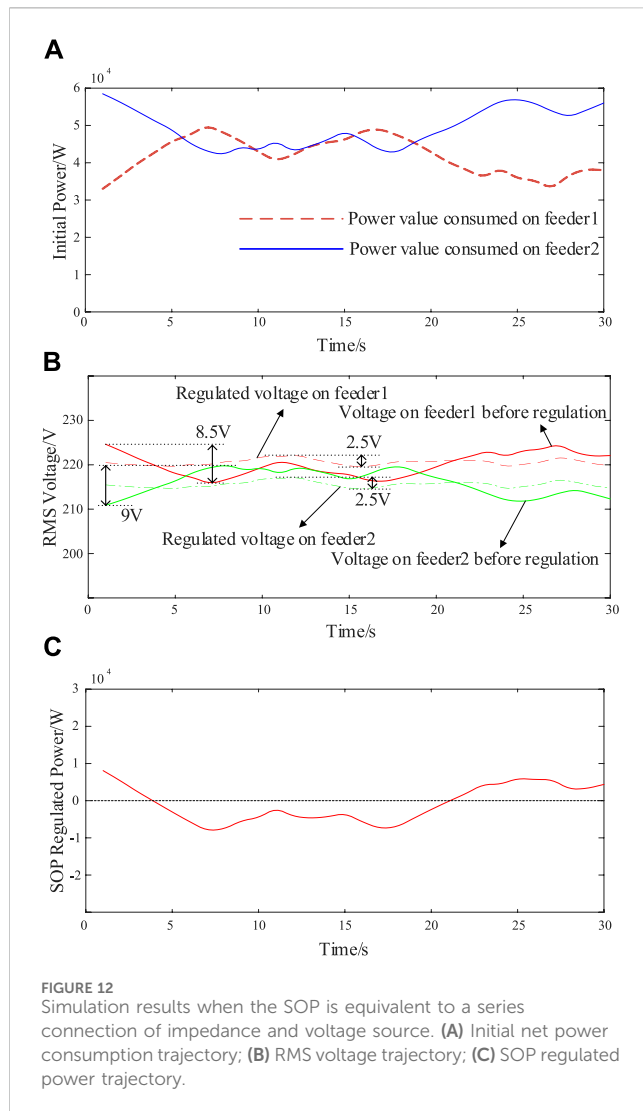 A
× 10⁴
6
5
4
3
2
1
0
Initial Power/W
Power value consumed on feeder1
Power value consumed on feeder2
0 5 10 15 20 25 30
Time/s
B
230
220
210
200
RMS Voltage/V
Regulated voltage on feeder1
Voltage on feeder1 before regulation
8.5V
2.5V
9V
2.5V
Regulated voltage on feeder2
Voltage on feeder2 before regulation
0 5 10 15 20 25 30
Time/s
C
× 10⁴
3
2
1
0
-1
-2
SOP Regulated Power/W
0 5 10 15 20 25 30
Time/s
FIGURE 12
Simulation results when the SOP is equivalent to a series
connection of impedance and voltage source. (A) Initial net power
consumption trajectory; (B) RMS voltage trajectory; (C) SOP regulated
power trajectory.